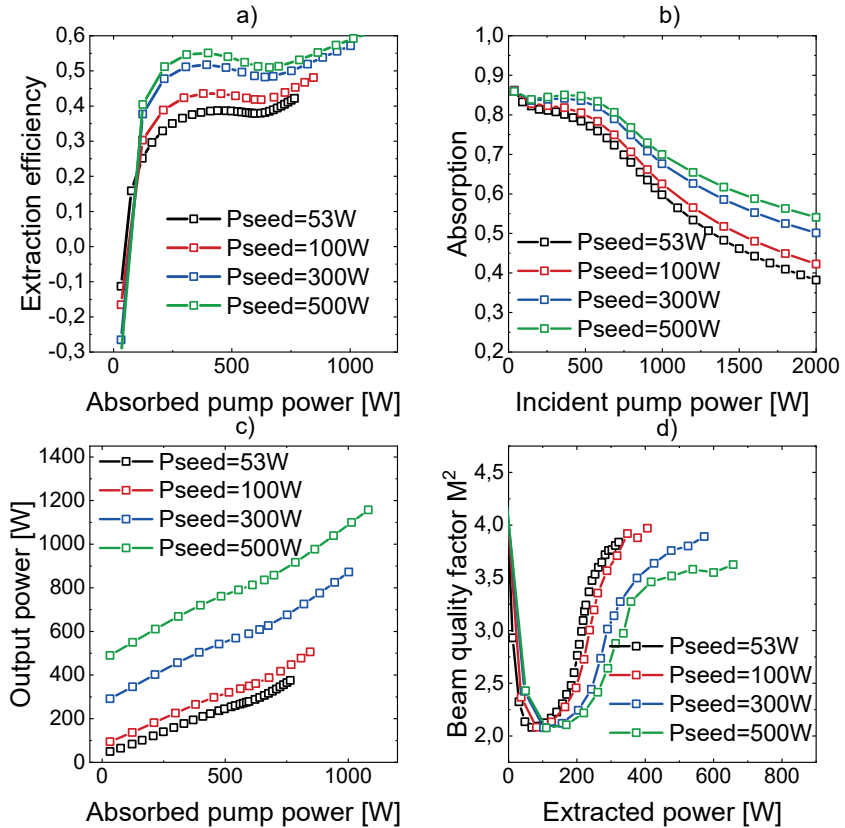 a)
0,6
0,5
0,4
0,3
0,2
0,1
0,0
-0,1
-0,2
-0,3
Extraction efficiency
Pseed=53W
Pseed=100W
Pseed=300W
Pseed=500W
0
500
1000
Absorbed pump power [W]
b)
1,0
0,9
0,8
0,7
0,6
0,5
0,4
0,3
0,2
Absorption
Pseed=53W
Pseed=100W
Pseed=300W
Pseed=500W
0
500
1000
1500
2000
Incident pump power [W]
c)
1400
1200
1000
800
600
400
200
0
Output power [W]
Pseed=53W
Pseed=100W
Pseed=300W
Pseed=500W
0
500
1000
Absorbed pump power [W]
d)
4,5
4,0
3,5
3,0
2,5
2,0
Beam quality factor M²
Pseed=53W
Pseed=100W
Pseed=300W
Pseed=500W
0
200
400
600
800
Extracted power [W]